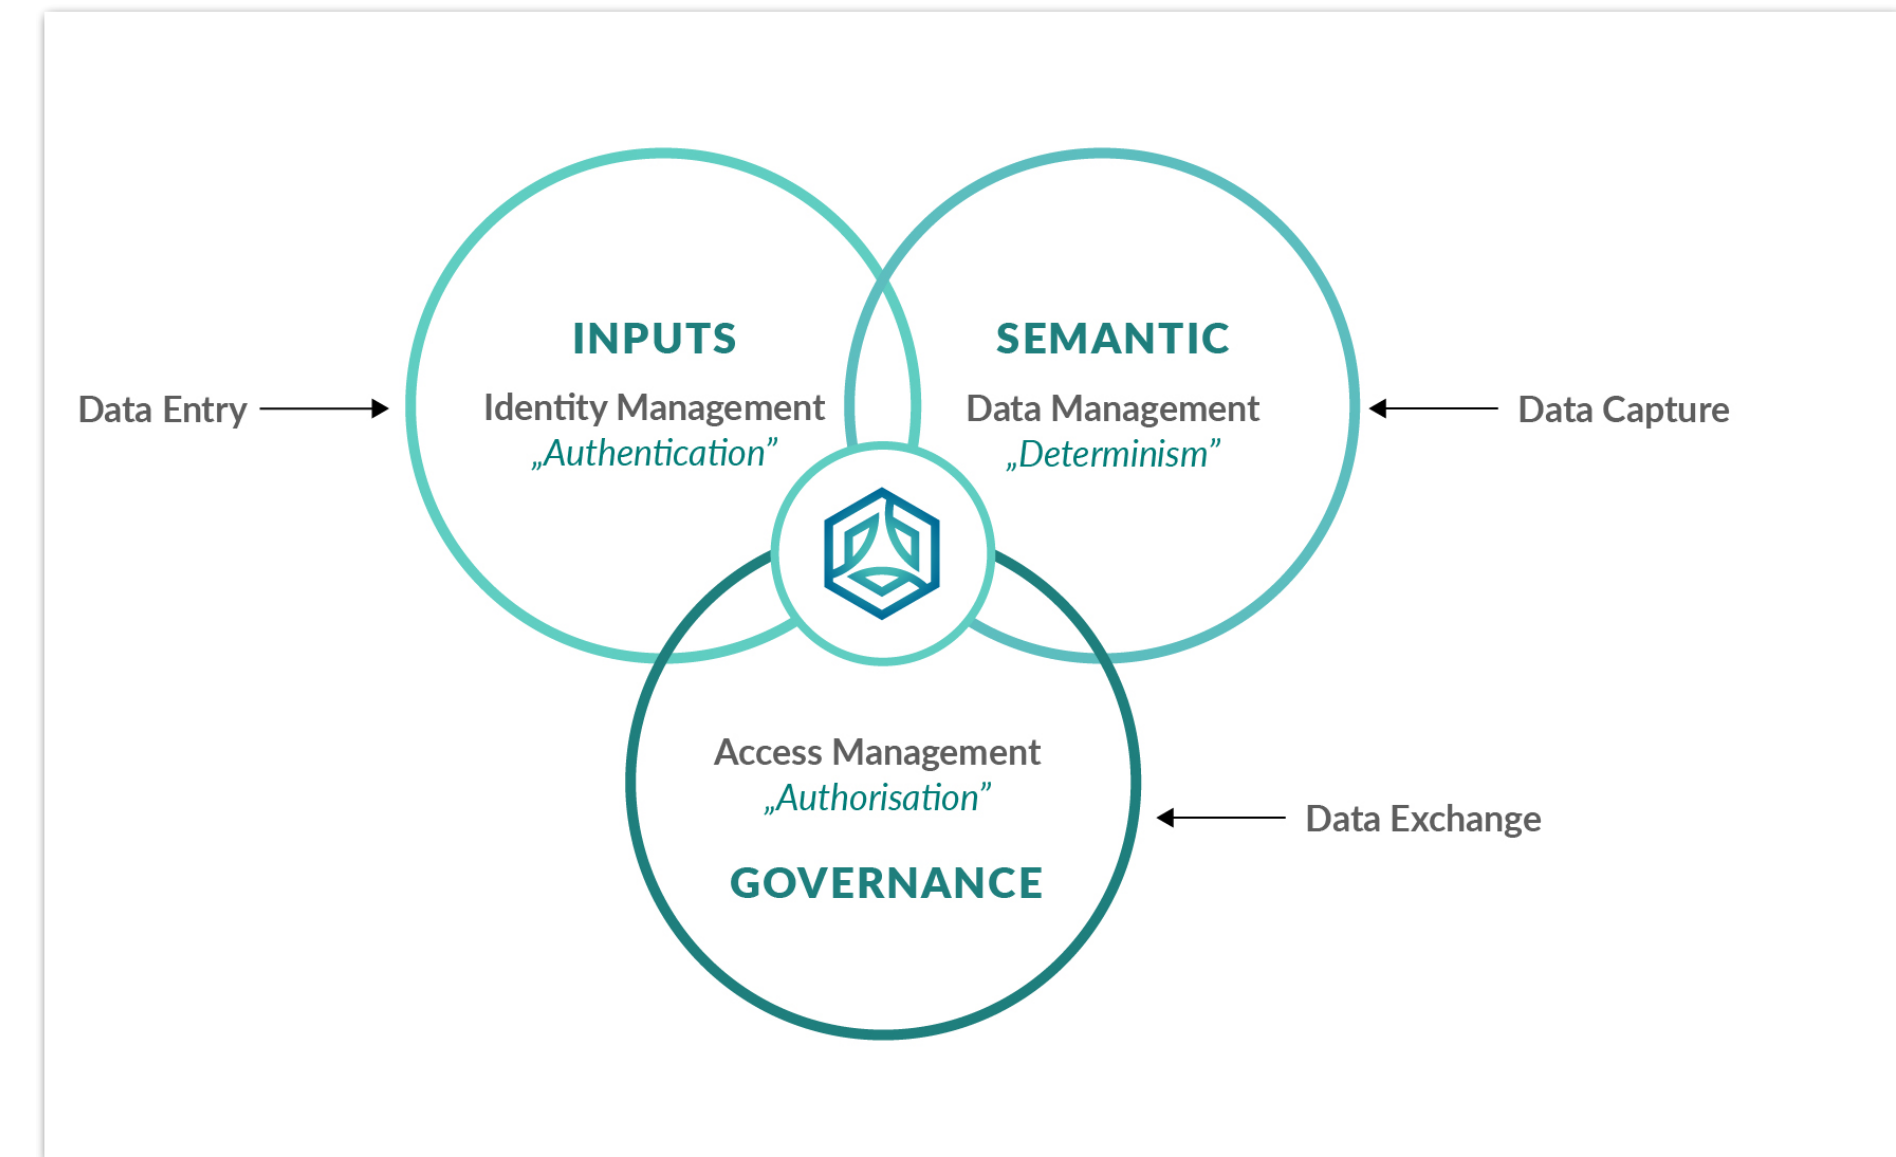 INPUTS
Identity Management
„Authentication”
SEMANTIC
Data Management
„Determinism”
Data Entry
Data Capture
Access Management
„Authorisation”
GOVERNANCE
Data Exchange